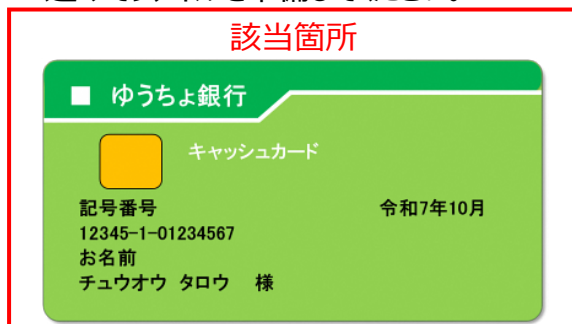 該当箇所
ゆうちょ銀行
キャッシュカード
記号番号 令和7年10月
12345-1-01234567
お名前
チュウオウ タロウ 様